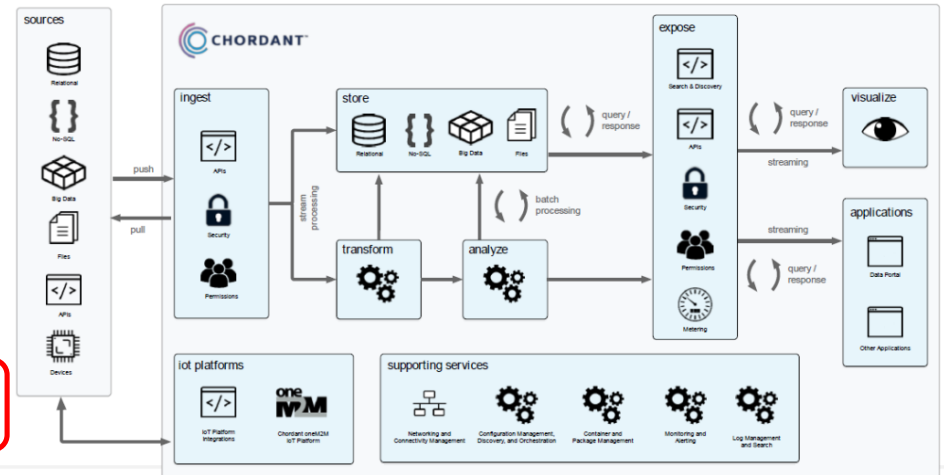 sources
Relational
{ }
No-SQL
Big Data
Files
</>
APIs
Devices
push
pull
CHORDANT™
ingest
</>
APIs
Security
Permissions
stream
processing
store
Relational
{ }
No-SQL
Big Data
Files
transform
analyze
batch
processing
query /
response
expose
</>
Search & Discovery
</>
APIs
Security
Permissions
Metering
query /
response
streaming
visualize
streaming
query /
response
applications
Data Portal
Other Applications
iot platforms
</>
IoT Platform
Integrations
one
M2M
Chordant oneM2M
IoT Platform
supporting services
Networking and
Connectivity Management
Configuration Management,
Discovery, and Orchestration
Container and
Package Management
Monitoring and
Alerting
Log Management
and Search